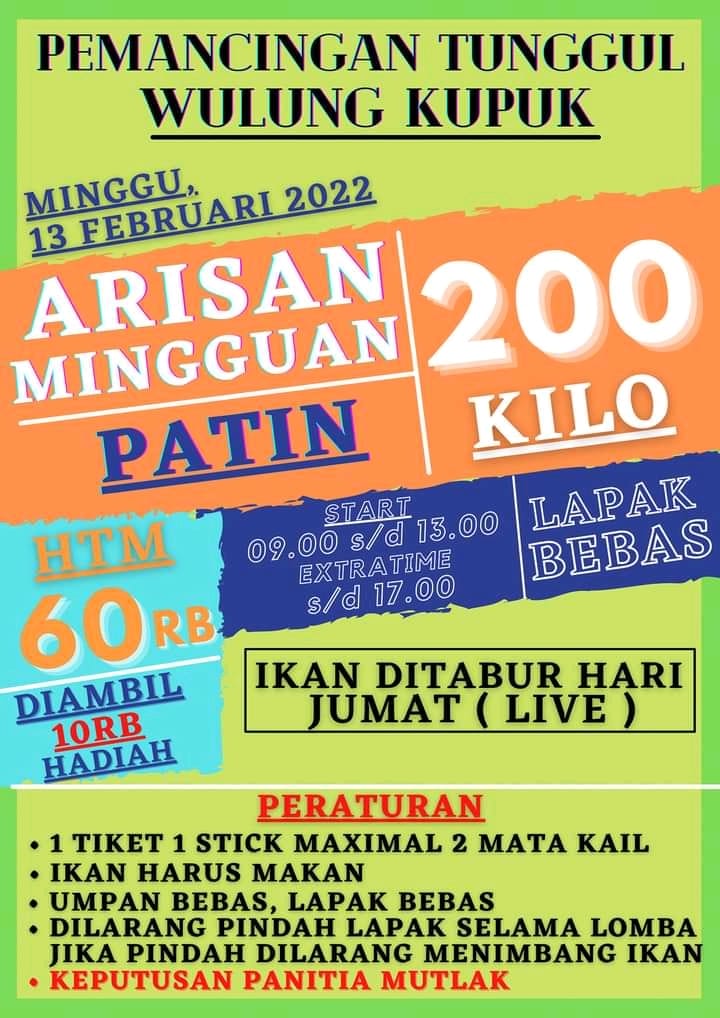 PEMANCINGAN TUNGGUL
WULUNG KUPUK
MINGGU,
13 FEBRUARI 2022
ARISAN
MINGGUAN
PATIN
200
KILO
HTM
60RB
DIAMBIL
10RB
HADIAH
START
09.00 s/d 13.00
EXTRATIME
s/d 17.00
LAPAK
BEBAS
IKAN DITABUR HARI
JUMAT ( LIVE )
PERATURAN
• 1 TIKET 1 STICK MAXIMAL 2 MATA KAIL
• IKAN HARUS MAKAN
• UMPAN BEBAS, LAPAK BEBAS
• DILARANG PINDAH LAPAK SELAMA LOMBA
JIKA PINDAH DILARANG MENIMBANG IKAN
• KEPUTUSAN PANITIA MUTLAK